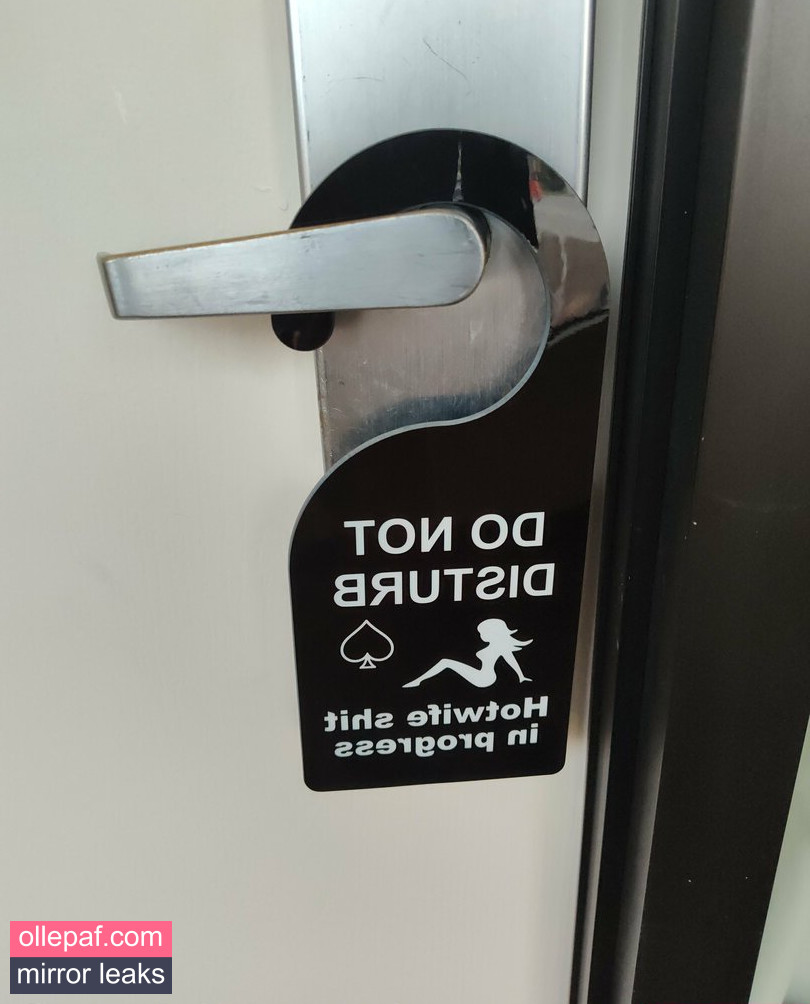 DO NOT
DISTURB
Hotwife shit
in progress
ollepaf.com
mirror leaks